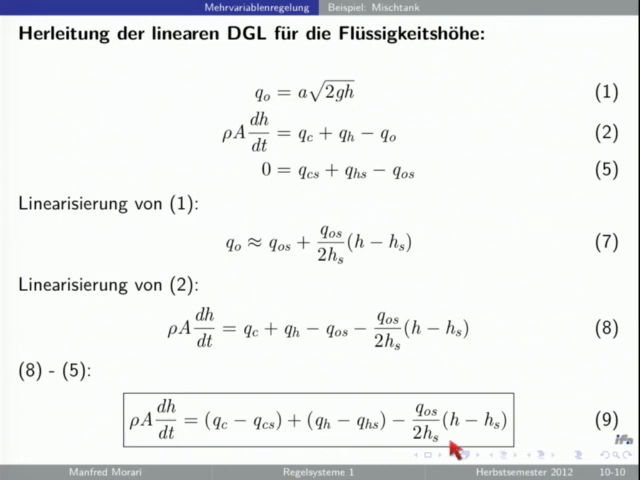 Mehrvariablenregelung Beispiel: Mischtank
Herleitung der linearen DGL für die Flüssigkeitshöhe:
q_o = a√(2gh) (1)
ρA dh/dt = q_c + q_h − q_o (2)
0 = q_cs + q_hs − q_os (5)
Linearisierung von (1):
q_o ≈ q_os + q_os/2h_s (h − h_s) (7)
Linearisierung von (2):
ρA dh/dt = q_c + q_h − q_os − q_os/2h_s (h − h_s) (8)
(8) - (5):
ρA dh/dt = (q_c − q_cs) + (q_h − q_hs) − q_os/2h_s (h − h_s) (9)
Manfred Morari Regelsysteme 1 Herbstsemester 2012 10-10